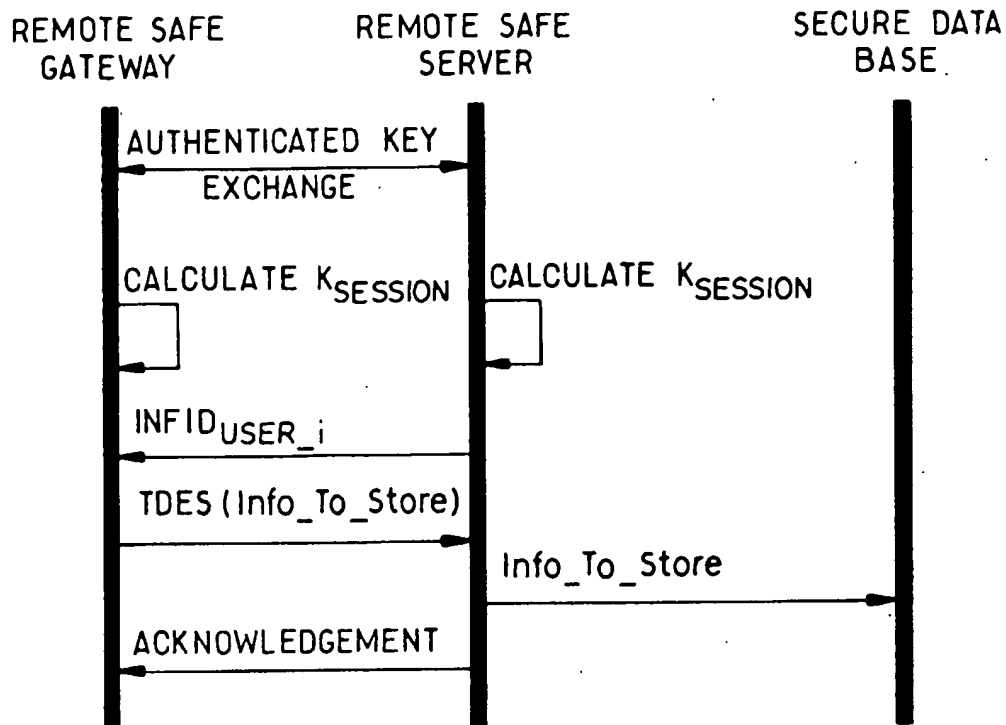 REMOTE SAFE
GATEWAY
REMOTE SAFE
SERVER
SECURE DATA
BASE
AUTHENTICATED KEY
EXCHANGE
CALCULATE KSESSION
CALCULATE KSESSION
INFIDUSER_i
TDES (Info_To_Store)
Info_To_Store
ACKNOWLEDGEMENT